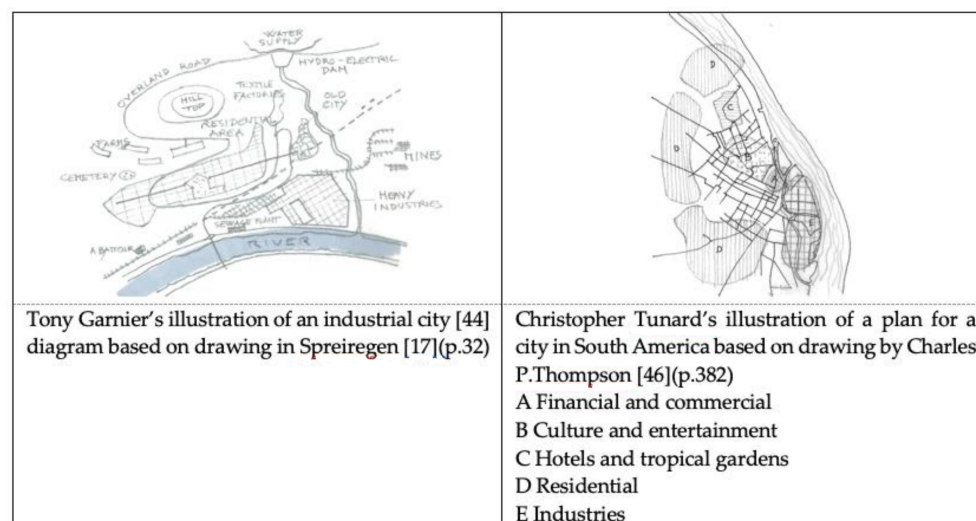 WATER
SUPPLY
OVERLAND ROAD
HYDRO-ELECTRIC
DAM
TEXTILE
FACTORIES
OLD
CITY
HILL
TOP
RESIDENTIAL
AREA
FARMS
MINES
CEMETERY
HEAVY
INDUSTRIES
SEWAGE PLANT
ABATTOIR
RIVER
Tony Garnier’s illustration of an industrial city [44]
diagram based on drawing in Spreiregen [17](p.32)
D
C
D
B
E
D
D
Christopher Tunard’s illustration of a plan for a
city in South America based on drawing by Charles
P.Thompson [46](p.382)
A Financial and commercial
B Culture and entertainment
C Hotels and tropical gardens
D Residential
E Industries